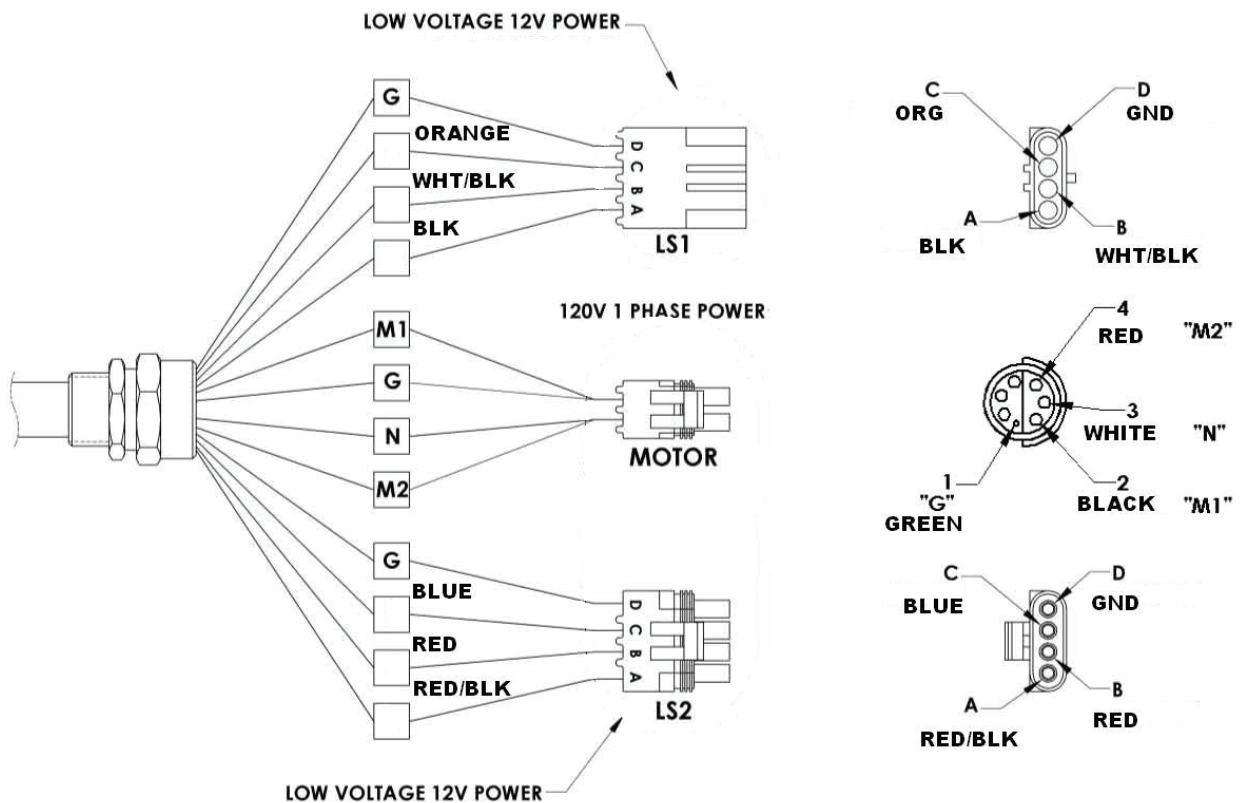 LOW VOLTAGE 12V POWER
G
ORANGE
WHT/BLK
BLK
D
C
B
A
LS1
C
ORG
D
GND
A
BLK
B
WHT/BLK
120V 1 PHASE POWER
M1
G
N
M2
MOTOR
4
RED "M2"
3
WHITE "N"
2
BLACK "M1"
1
"G"
GREEN
G
BLUE
RED
RED/BLK
D
C
B
A
LS2
C
BLUE
D
GND
A
RED/BLK
B
RED
LOW VOLTAGE 12V POWER